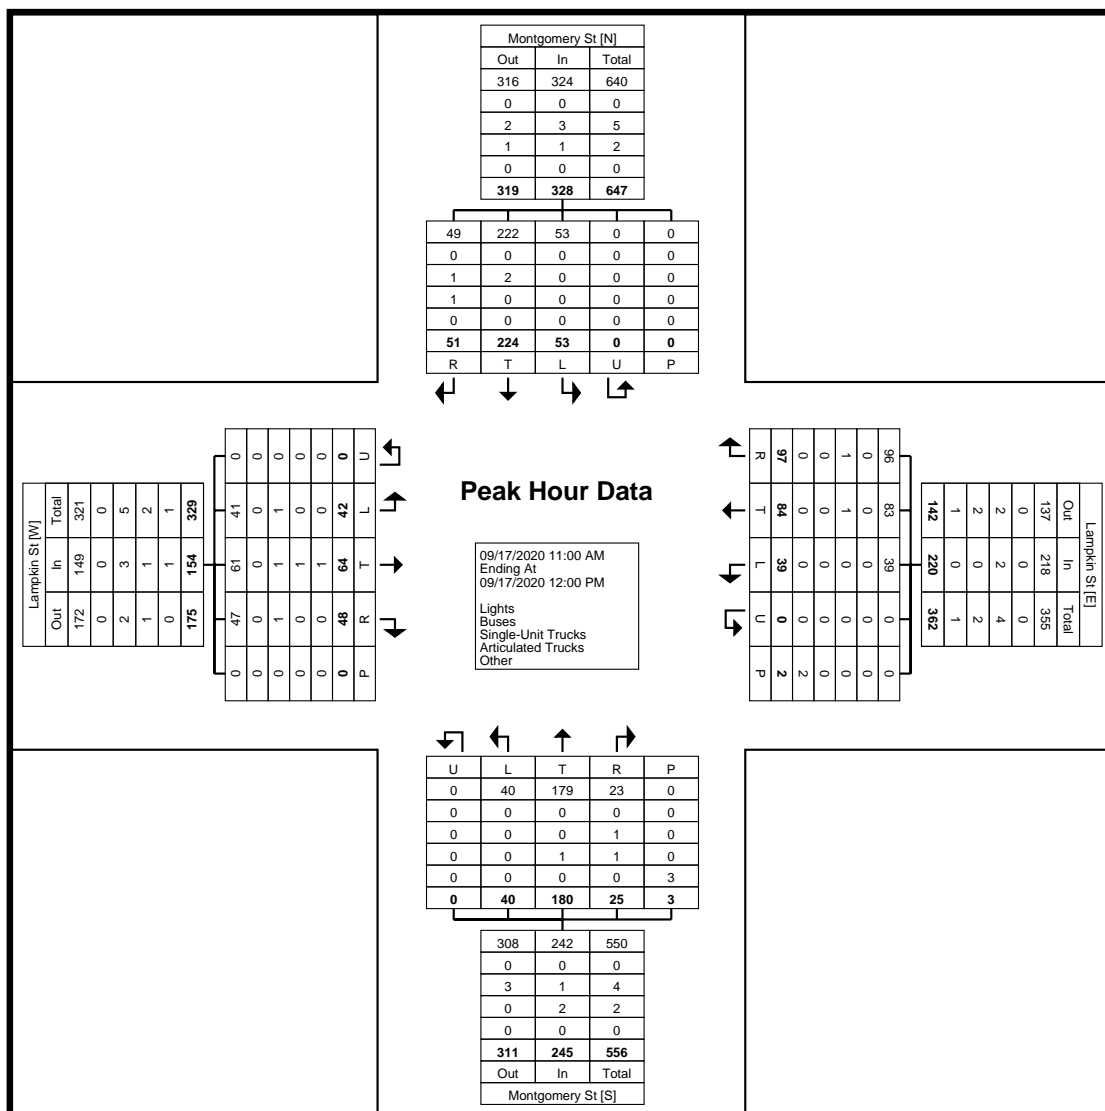 Montgomery St [N]
Out In Total
316 324 640
0 0 0
2 3 5
1 1 2
0 0 0
319 328 647
49 222 53 0 0
0 0 0 0 0
1 2 0 0 0
1 0 0 0 0
0 0 0 0 0
51 224 53 0 0
R T L U P
Lampkin St [W]
Out In Total
172 149 321
0 0 0
2 3 5
1 1 2
0 1 1
175 154 329
0 47 61 41 0
0 0 0 0 0
0 1 1 1 0
0 0 1 0 0
0 0 1 0 0
0 48 64 42 0
P R T L U
Peak Hour Data
09/17/2020 11:00 AM
Ending At
09/17/2020 12:00 PM
Lights
Buses
Single-Unit Trucks
Articulated Trucks
Other
Lampkin St [E]
Out In Total
137 218 355
0 0 0
2 2 4
2 0 2
1 0 1
142 220 362
96 83 39 0 0
0 0 0 0 0
1 1 0 0 0
0 0 0 0 0
0 0 0 0 2
97 84 39 0 2
R T L U P
U L T R P
0 40 179 23 0
0 0 0 0 0
0 0 0 1 0
0 0 1 1 0
0 0 0 0 3
0 40 180 25 3
308 242 550
0 0 0
3 1 4
0 2 2
0 0 0
311 245 556
Out In Total
Montgomery St [S]